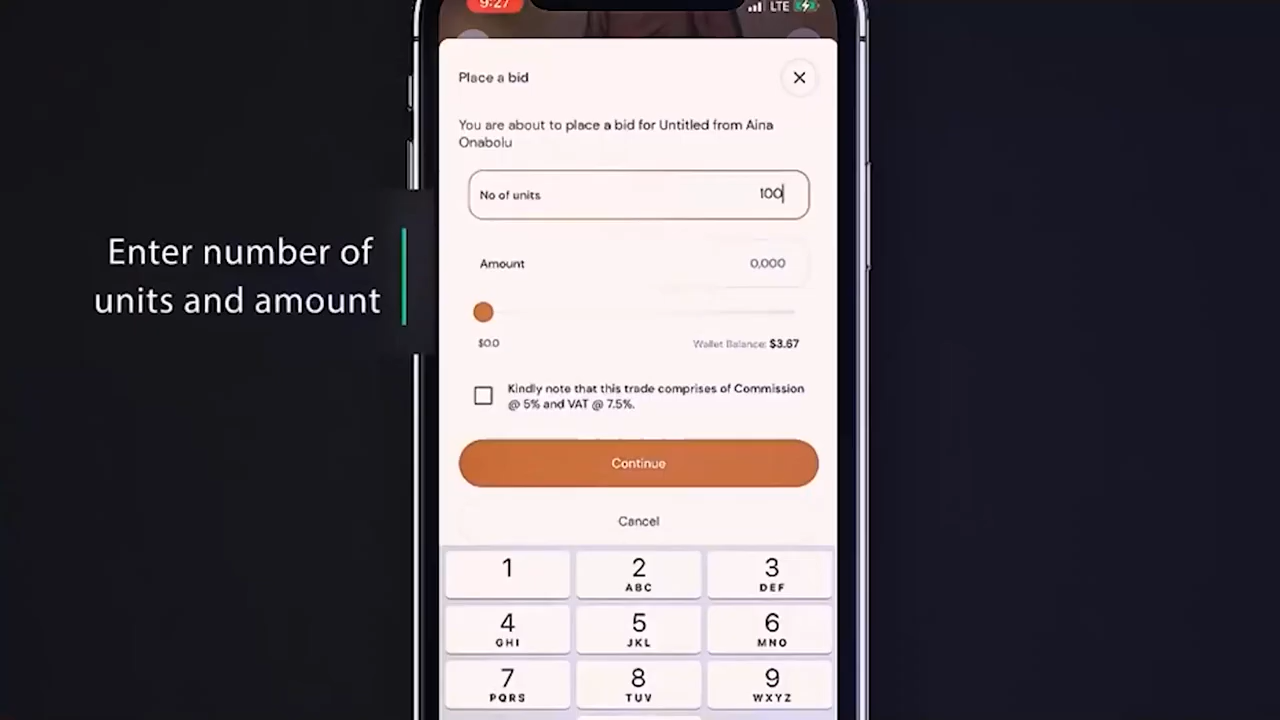 9:27
LTE
Place a bid
You are about to place a bid for Untitled from Aina
Onabolu
No of units
100
Enter number of
units and amount
Amount
0,000
$0.0
Wallet Balance: $3.67
Kindly note that this trade comprises of Commission
@ 5% and VAT @ 7.5%.
Continue
Cancel
1
2
ABC
3
DEF
4
GHI
5
JKL
6
MNO
7
PQRS
8
TUV
9
WXYZ